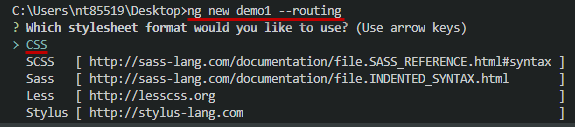 C:\Users\nt85519\Desktop>ng new demo1 --routing
? Which stylesheet format would you like to use? (Use arrow keys)
> CSS
SCSS [ http://sass-lang.com/documentation/file.SASS_REFERENCE.html#syntax ]
Sass [ http://sass-lang.com/documentation/file.INDENTED_SYNTAX.html ]
Less [ http://lesscss.org ]
Stylus [ http://stylus-lang.com ]